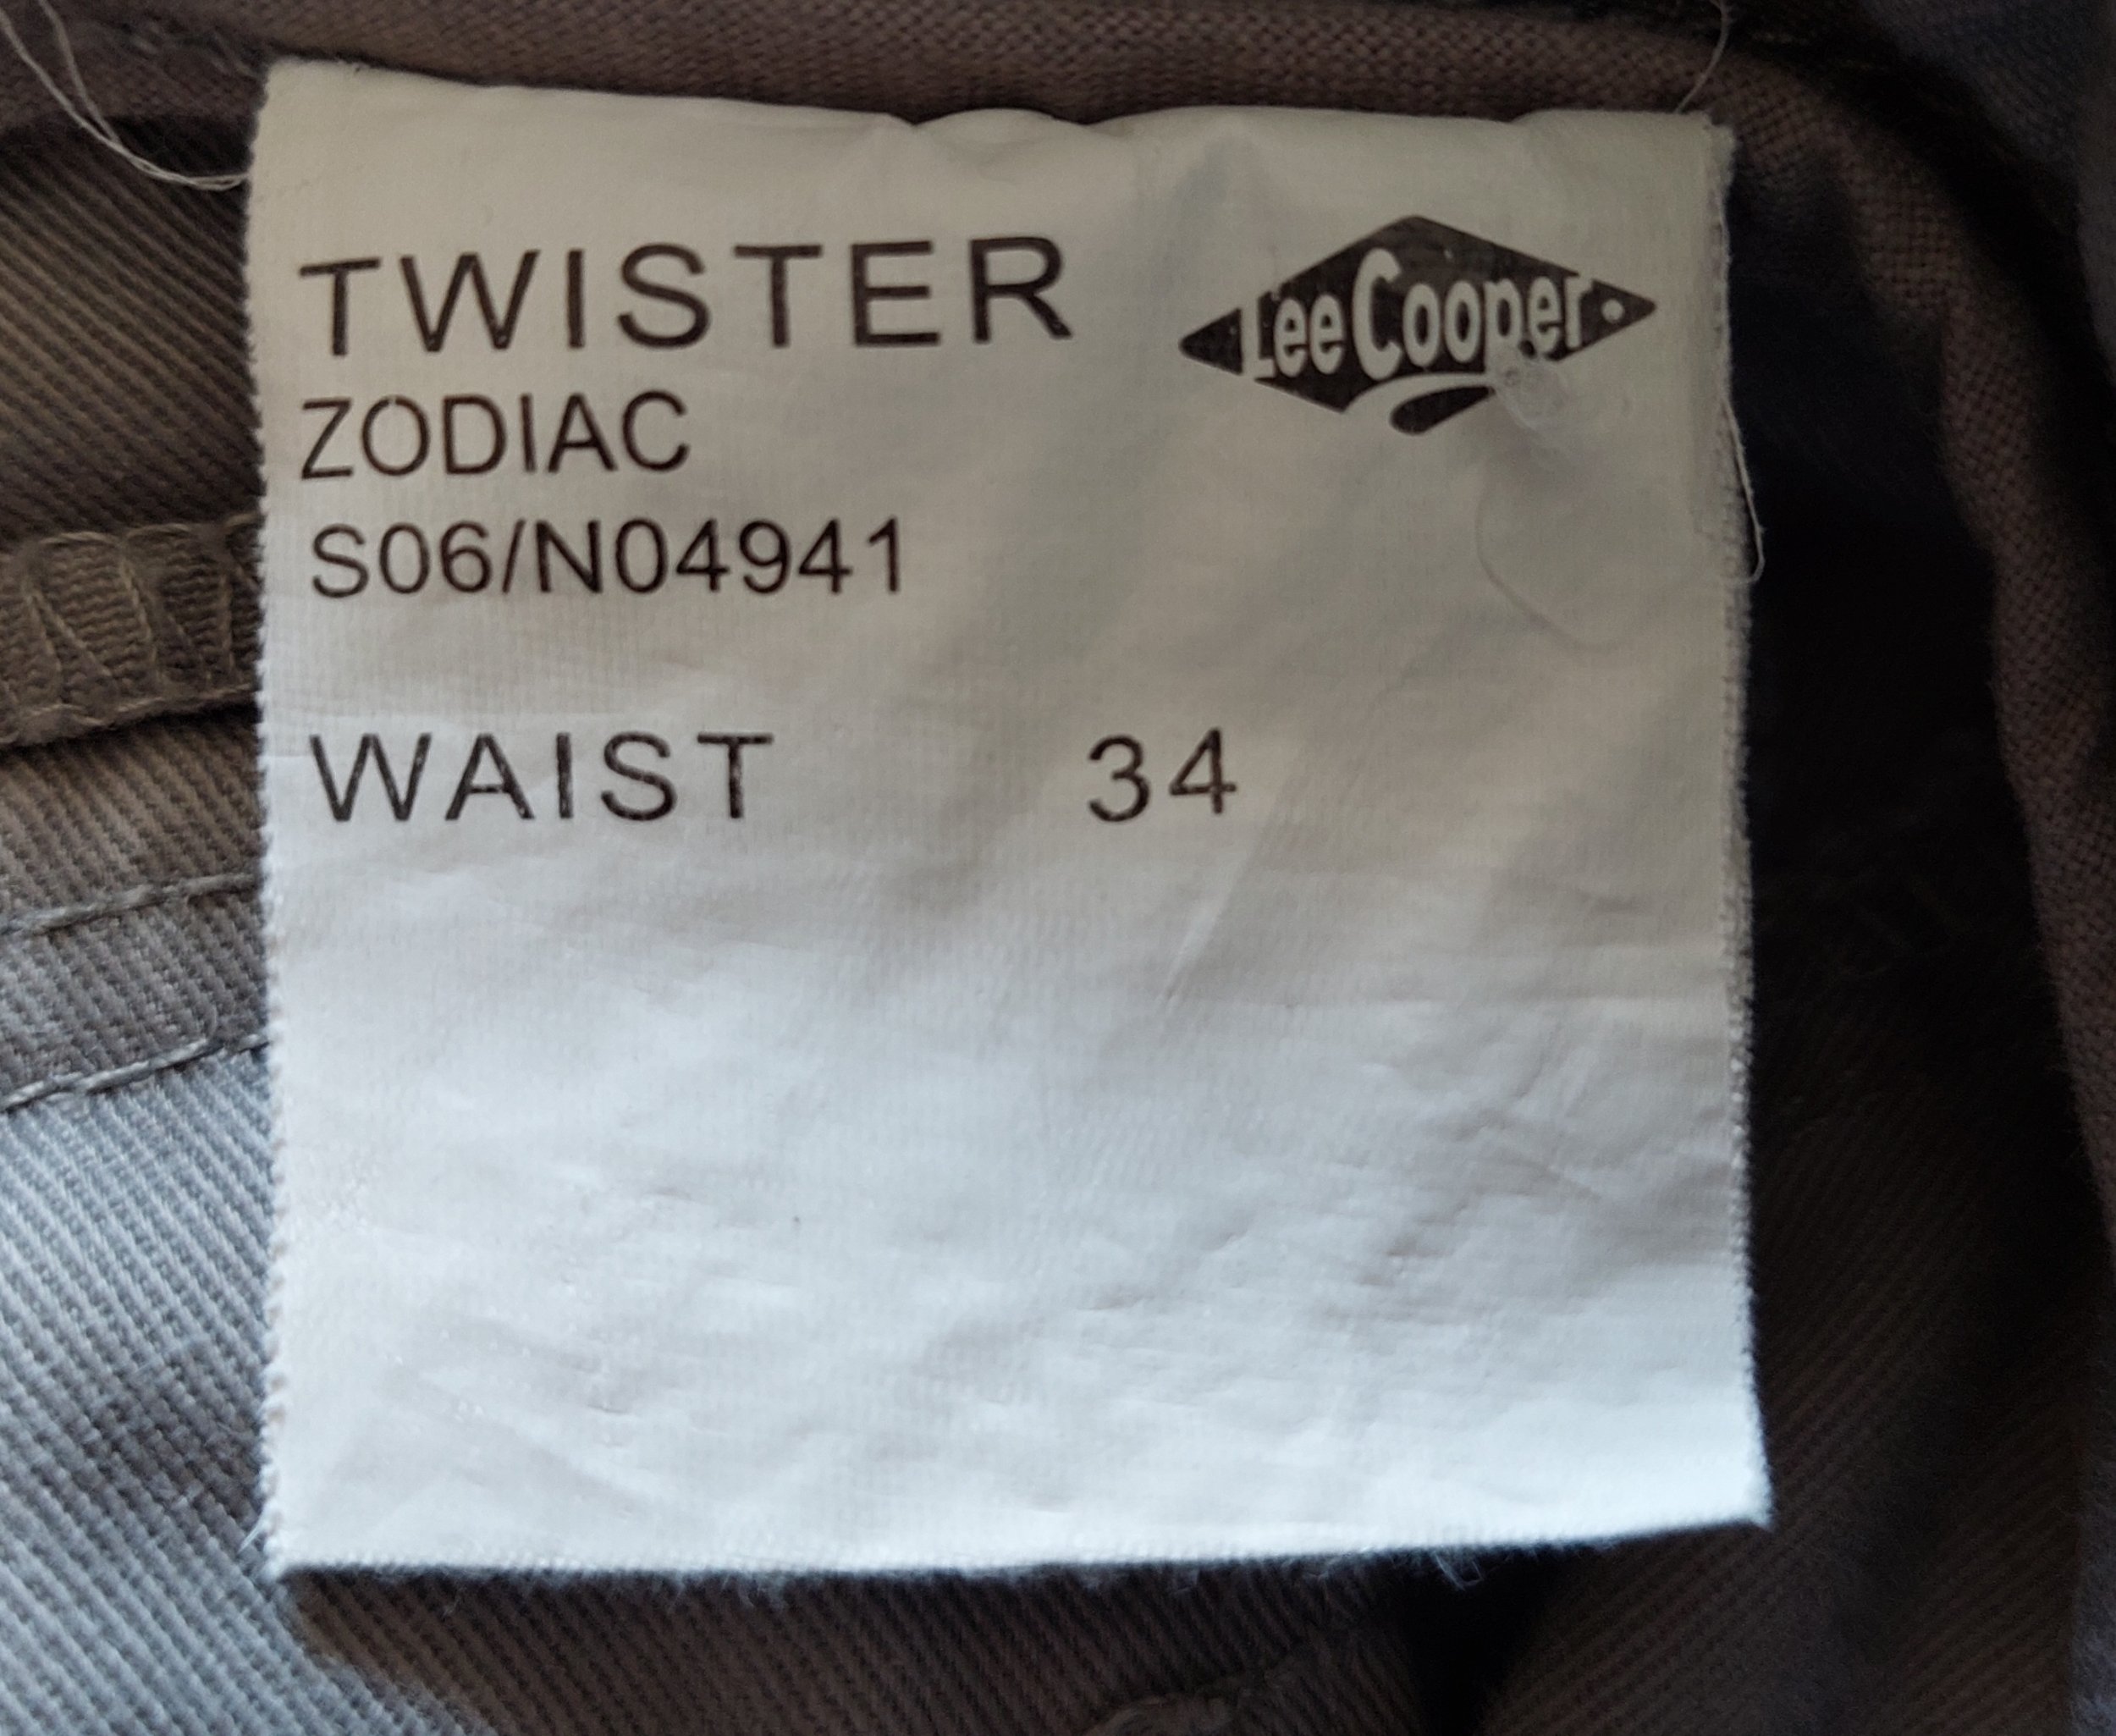 TWISTER
Lee Cooper
ZODIAC
S06/N04941
WAIST 34